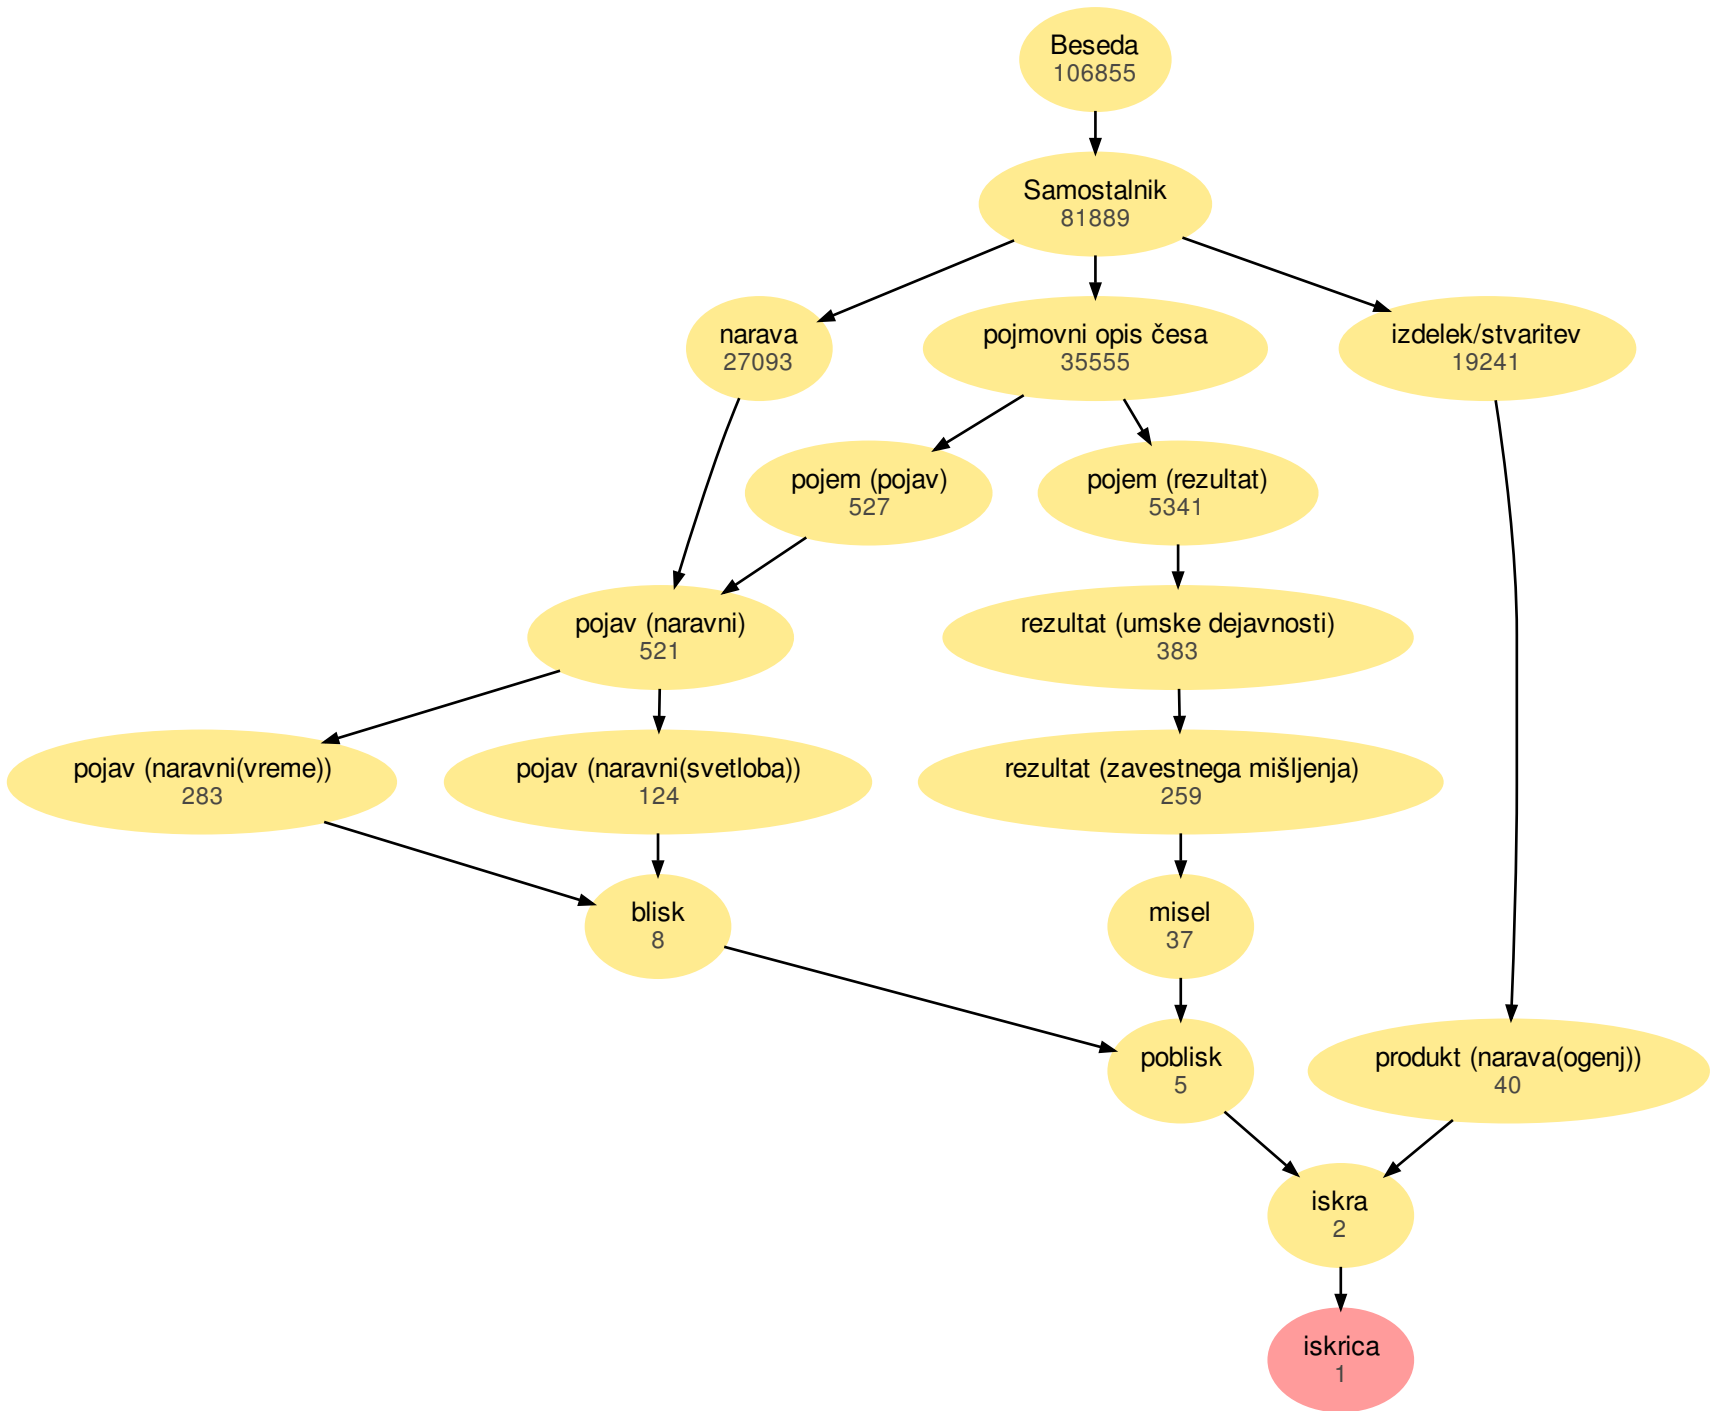 Beseda
106855
Samostalnik
81889
narava
27093
pojmovni opis česa
35555
izdelek/stvaritev
19241
pojem (pojav)
527
pojem (rezultat)
5341
pojav (naravni)
521
rezultat (umske dejavnosti)
383
pojav (naravni(vreme))
283
pojav (naravni(svetloba))
124
rezultat (zavestnega mišljenja)
259
blisk
8
misel
37
poblisk
5
produkt (narava(ogenj))
40
iskra
2
iskrica
1